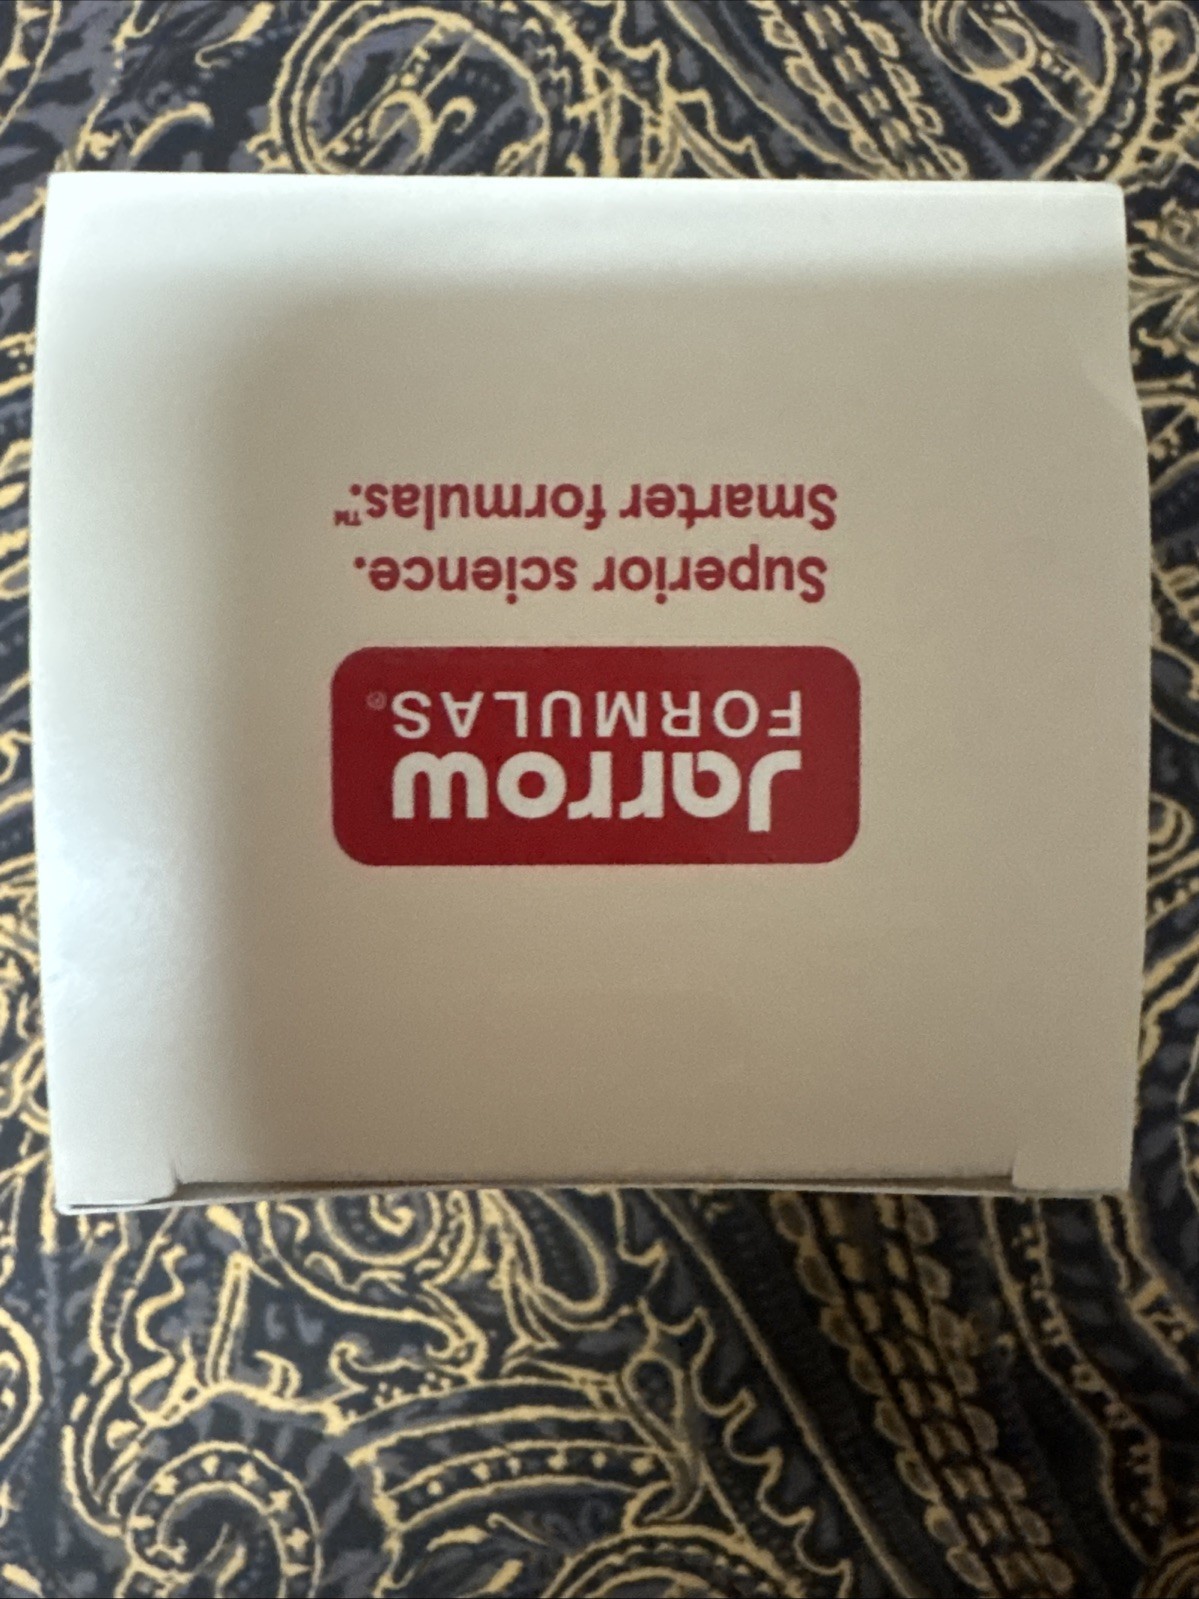 Jarrow
FORMULAS®
Superior science.
Smarter formulas.™